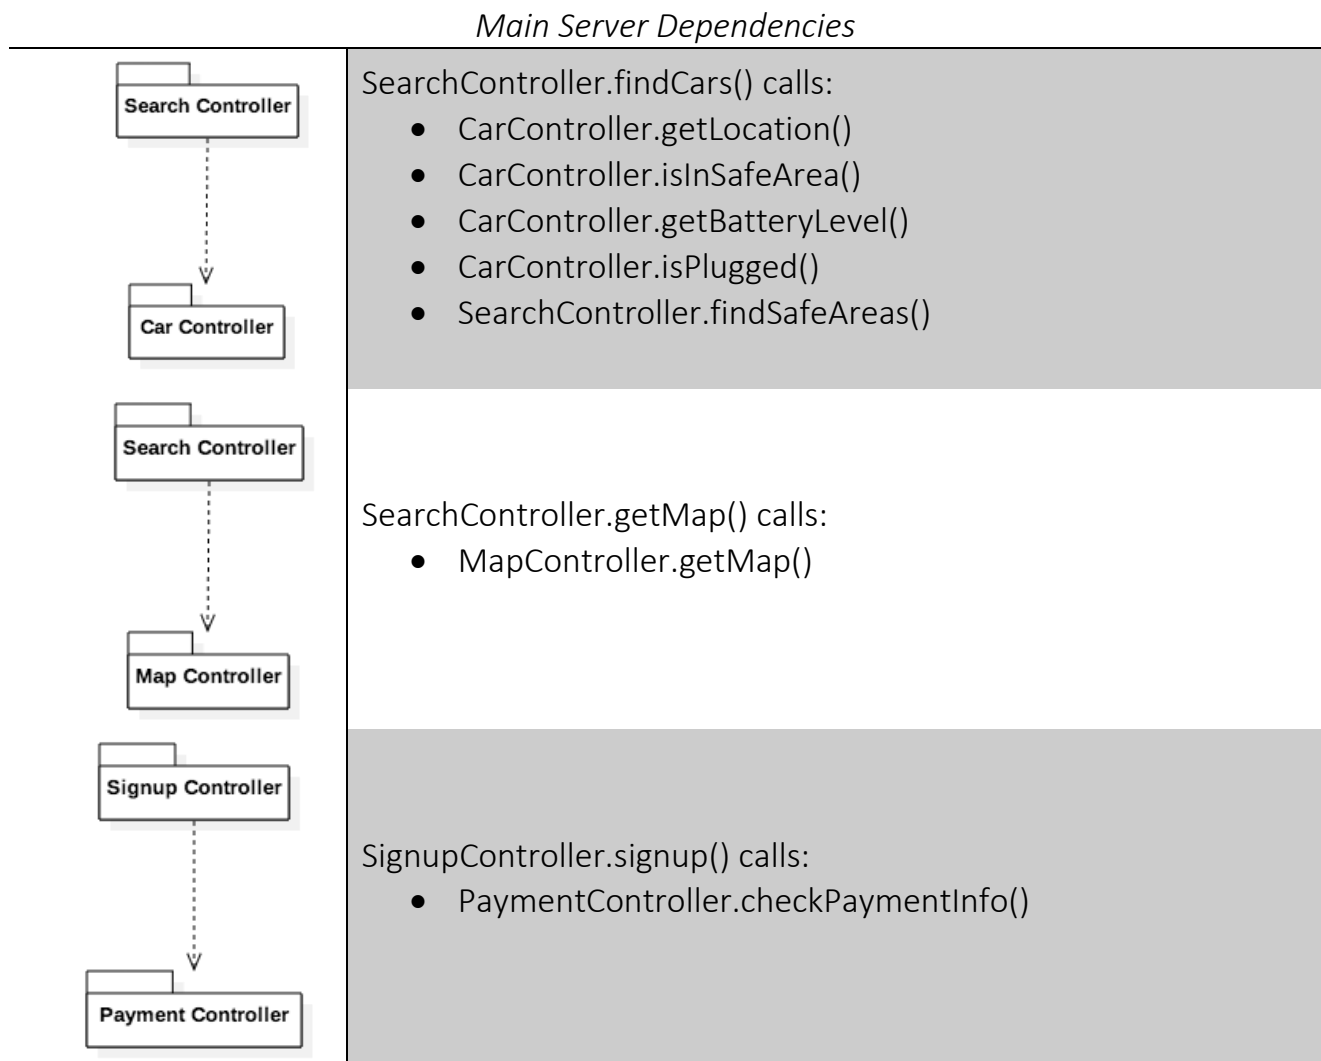 Main Server Dependencies
Search Controller
Car Controller
SearchController.findCars() calls:
• CarController.getLocation()
• CarController.isInSafeArea()
• CarController.getBatteryLevel()
• CarController.isPlugged()
• SearchController.findSafeAreas()
Search Controller
Map Controller
SearchController.getMap() calls:
• MapController.getMap()
Signup Controller
Payment Controller
SignupController.signup() calls:
• PaymentController.checkPaymentInfo()